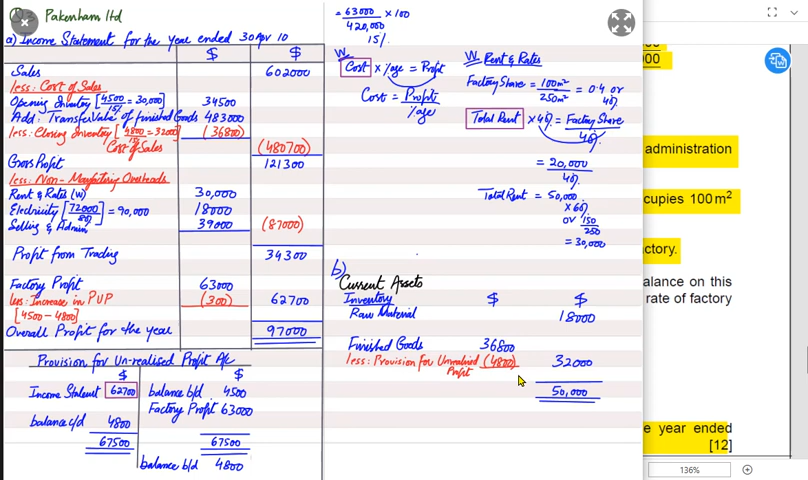 Pakenham ltd
a) Income Statement for the Year ended 30 Apr 10
$ $
Sales 602000
less: Cost of Sales
Opening Inventory [4500/15% = 30,000] 34500
Add: Transfer Value of finished Goods 483000
less: Closing Inventory [4800/15% = 32000] (36800)
Cost of Sales (480700)
Gross Profit 121300
less: Non-Manufacturing Overheads
Rent & Rates (W) 30,000
Electricity [72000/80%] = 90,000 18000
Selling & Admin 39000 (87000)
Profit from Trading 34300
Factory Profit 63000
less: Increase in PUP (300) 62700
[4500 - 4800]
Overall Profit for the year 97000
Provision for Un-realised Profit A/c
$ $
Income Statement 62700 balance b/d 4500
Factory Profit 63000
balance c/d 4800
67500 67500
balance b/d 4800
= 63000/420,000 × 100
15%
W
Cost × %age = Profit
Cost = Profit/%age
W Rent & Rates
Factory Share = 100m²/250m² = 0.4 or 40%
Total Rent × 40% = Factory Share/40%
= 20,000/40%
Total Rent = 50,000
× 60%
or 150/250
= 30,000
b)
Current Assets
Inventory $ $
Raw Material 18000
Finished Goods 36800
less: Provision for Unrealised Profit (4800) 32000
50,000
000
administration
cupies 100 m²
ctory.
alance on this
rate of factory
e year ended
[12]
136%